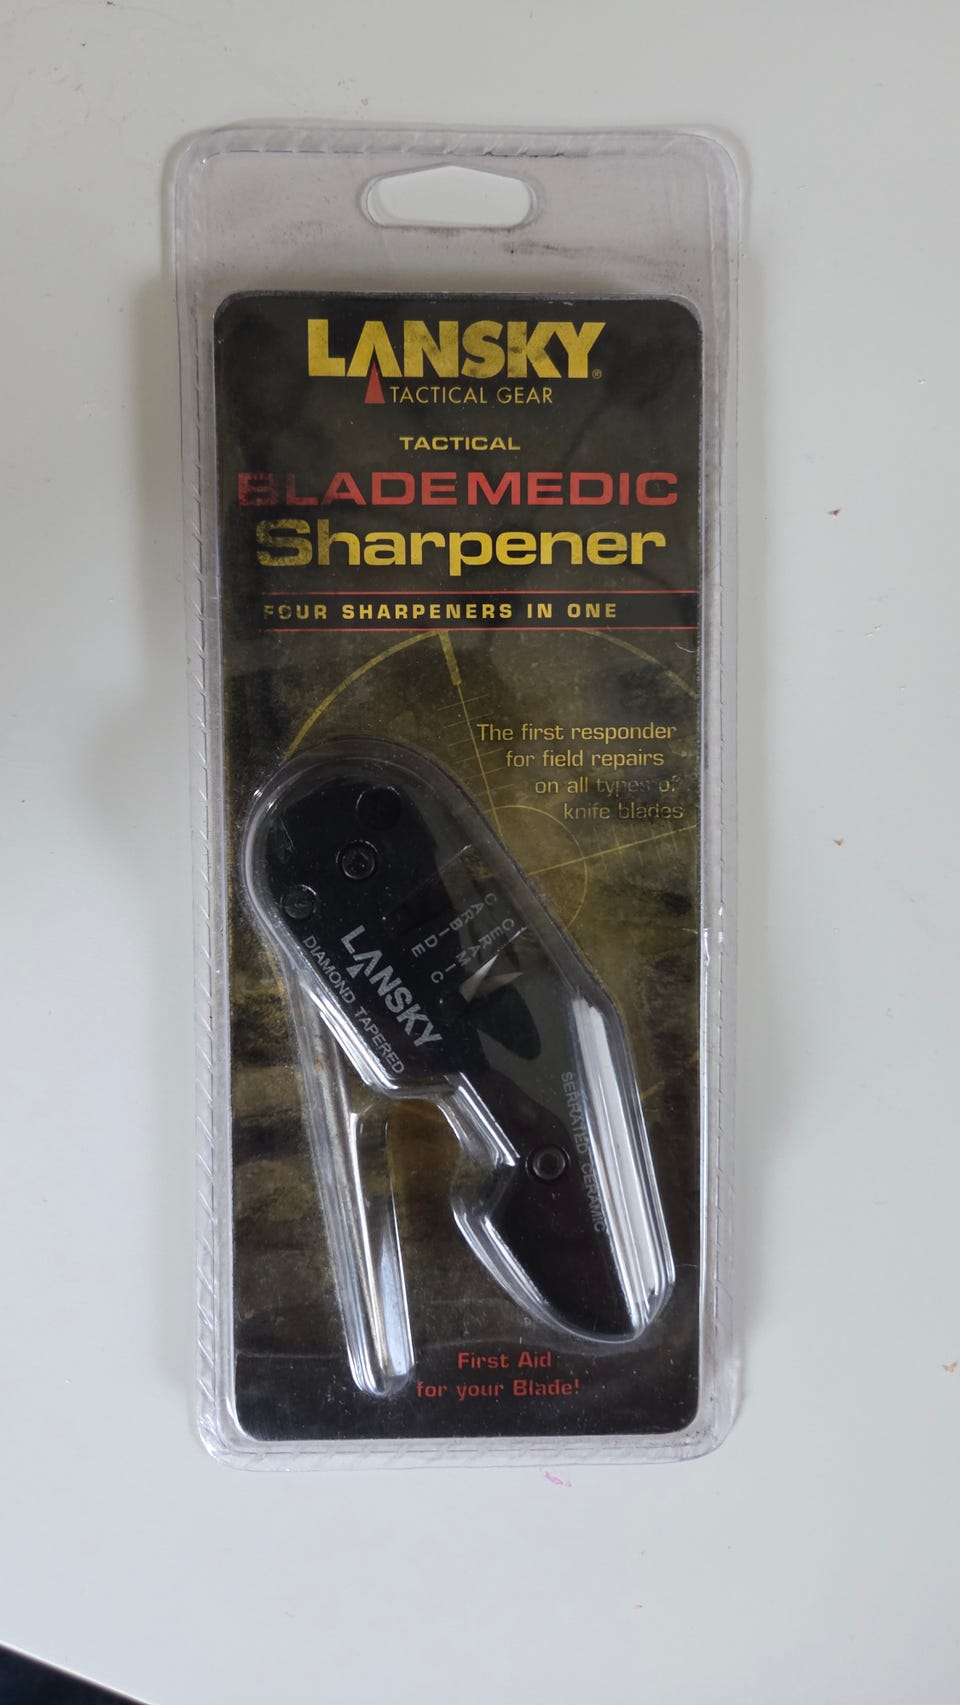 LANSKY®
TACTICAL GEAR
TACTICAL
BLADEMEDIC
Sharpener
FOUR SHARPENERS IN ONE
The first responder
for field repairs
on all types of
knife blades
CARBIDE
CERAMIC
LANSKY
DIAMOND TAPERED
SERRATED CERAMIC
First Aid
for your Blade!